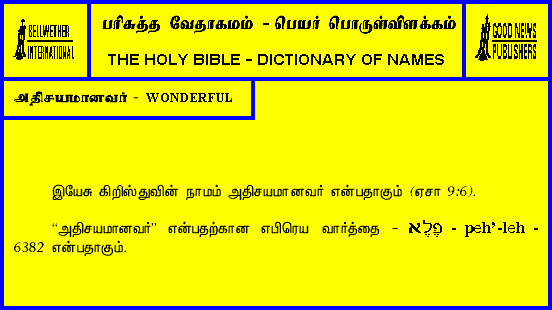 BELLWETHER
INTERNATIONAL
பரிசுத்த வேதாகமம் - பெயர் பொருள்விளக்கம்
THE HOLY BIBLE - DICTIONARY OF NAMES
GOOD NEWS
PUBLISHERS
அதிசயமானவர் - WONDERFUL
இயேசு கிறிஸ்துவின் நாமம் அதிசயமானவர் என்பதாகும் (ஏசா 9:6).
“அதிசயமானவர்” என்பதற்கான எபிரெய வார்த்தை - פֶּלֶא - peh'-leh -
6382 என்பதாகும்.